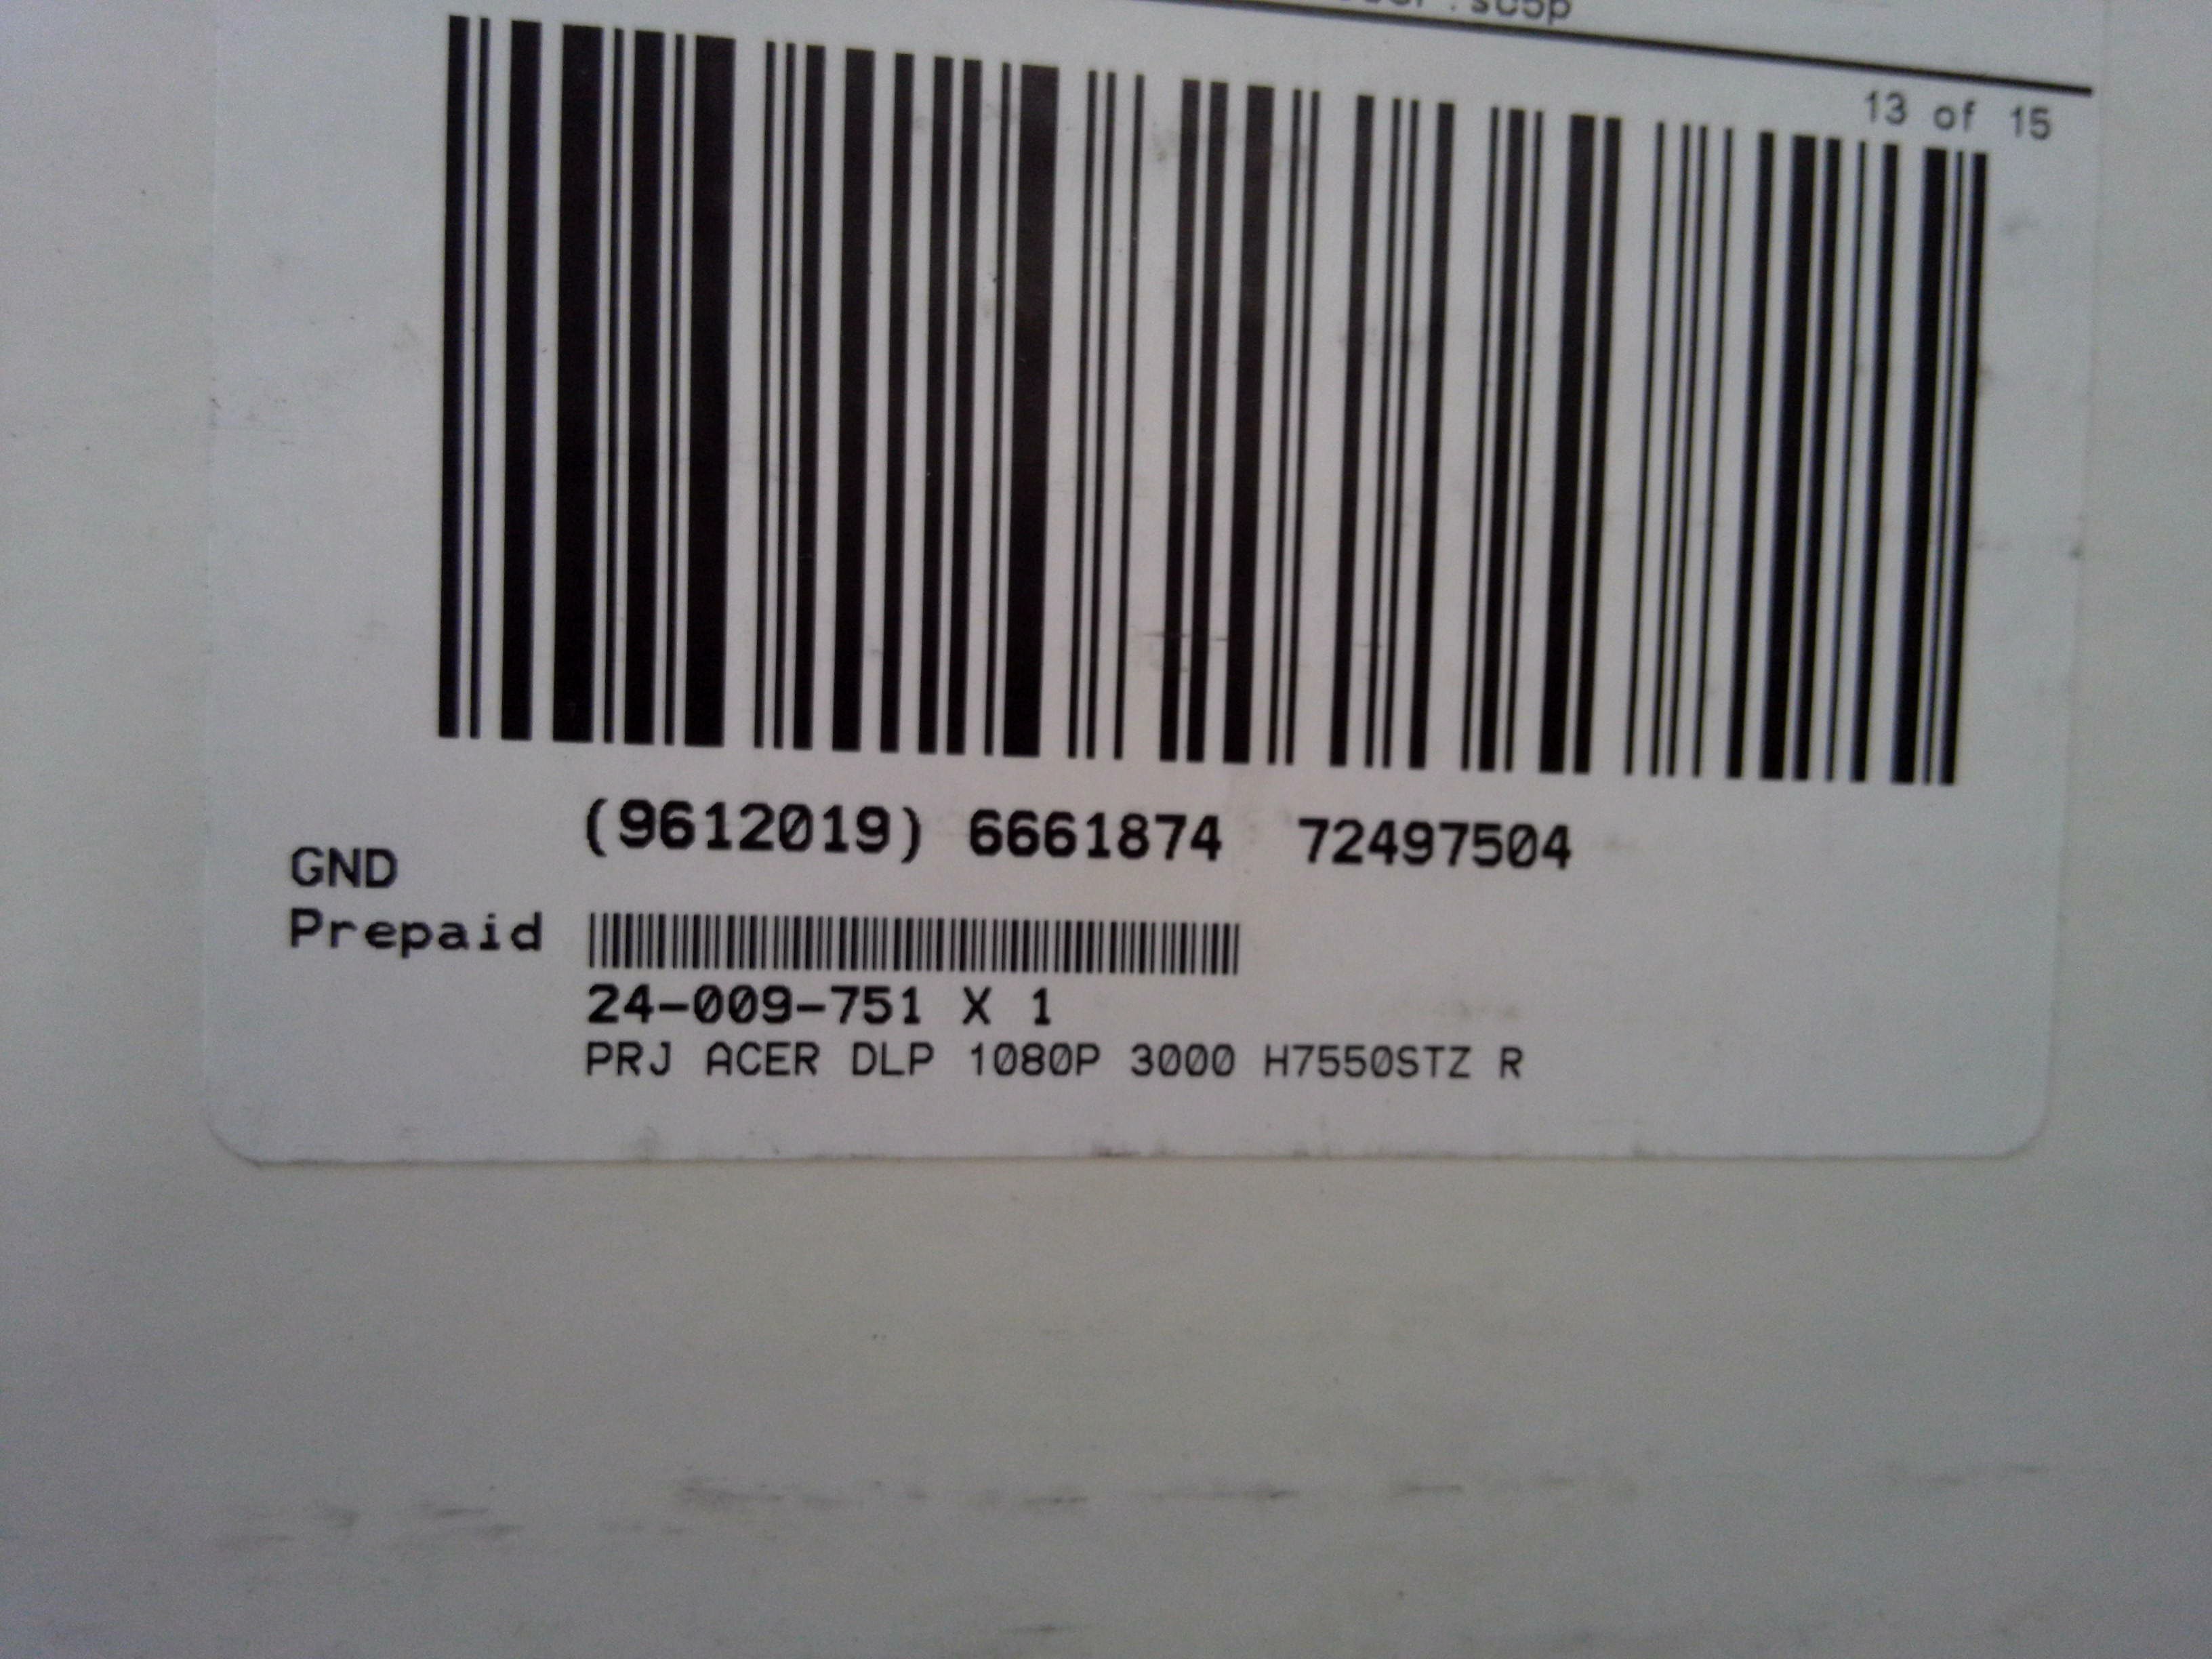 13 of 15
(9612019) 6661874 72497504
GND
Prepaid
24-009-751 X 1
PRJ ACER DLP 1080P 3000 H7550STZ R